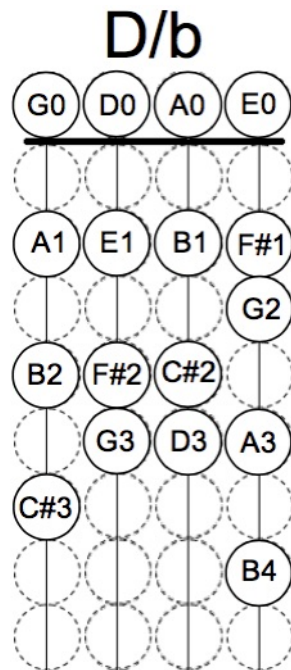 D/b
G0 D0 A0 E0
A1 E1 B1 F#1
G2
B2 F#2 C#2
G3 D3 A3
C#3
B4